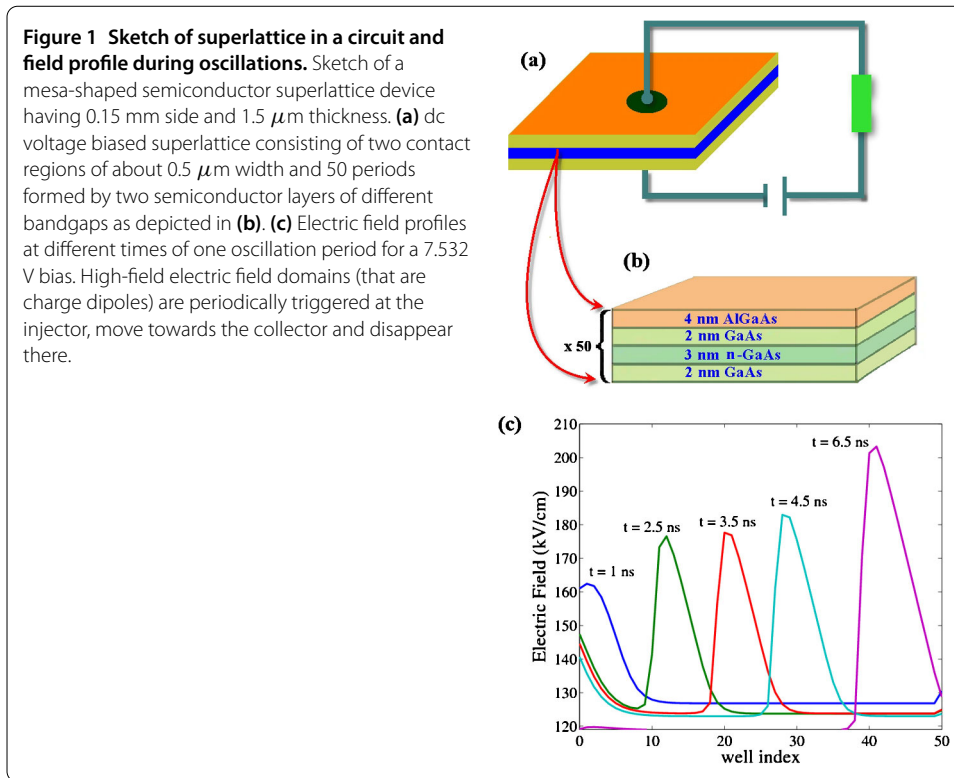 Figure 1 Sketch of superlattice in a circuit and
field profile during oscillations. Sketch of a
mesa-shaped semiconductor superlattice device
having 0.15 mm side and 1.5 μm thickness. (a) dc
voltage biased superlattice consisting of two contact
regions of about 0.5 μm width and 50 periods
formed by two semiconductor layers of different
bandgaps as depicted in (b). (c) Electric field profiles
at different times of one oscillation period for a 7.532
V bias. High-field electric field domains (that are
charge dipoles) are periodically triggered at the
injector, move towards the collector and disappear
there.
(a)
(b)
x 50
4 nm AlGaAs
2 nm GaAs
3 nm n-GaAs
2 nm GaAs
(c)
Electric Field (kV/cm)
210
200
190
180
170
160
150
140
130
120
t = 1 ns
t = 2.5 ns
t = 3.5 ns
t = 4.5 ns
t = 6.5 ns
0 10 20 30 40 50
well index